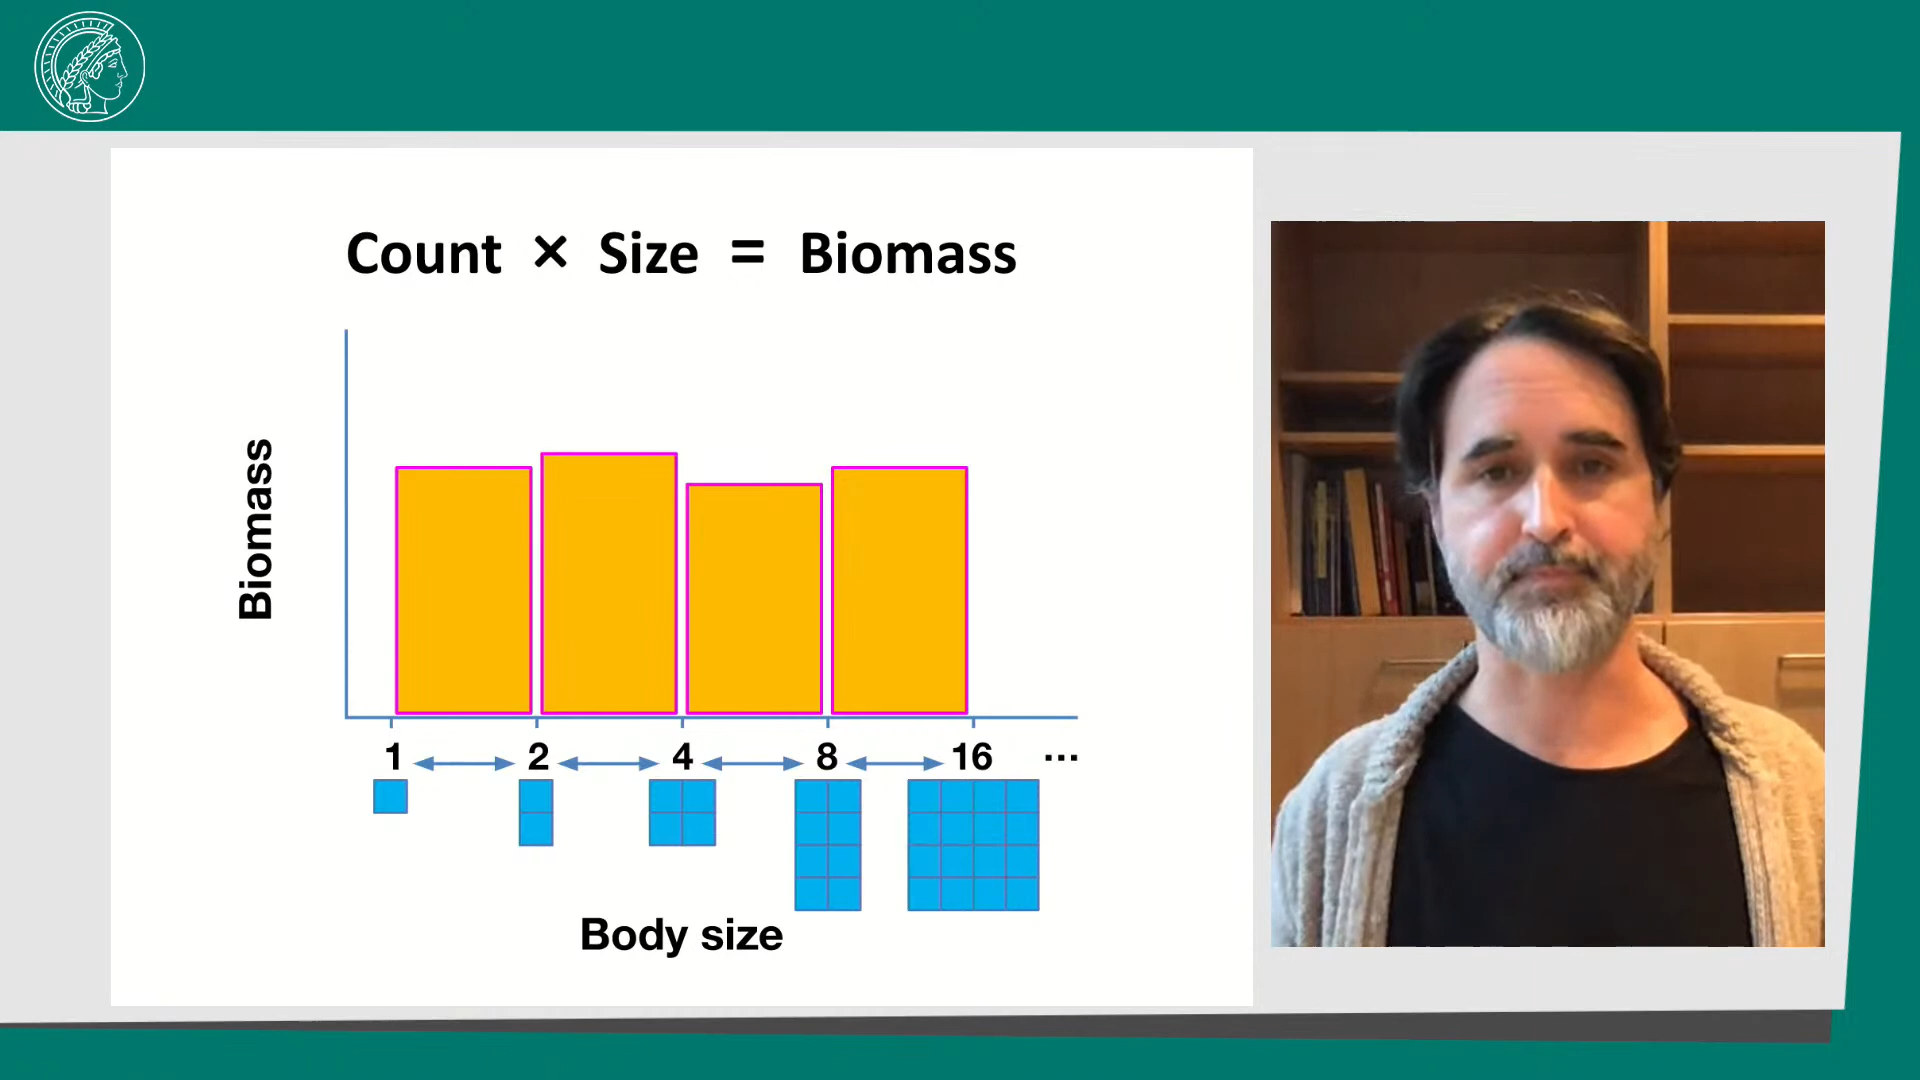 Count × Size = Biomass
Biomass
1 2 4 8 16 ...
Body size